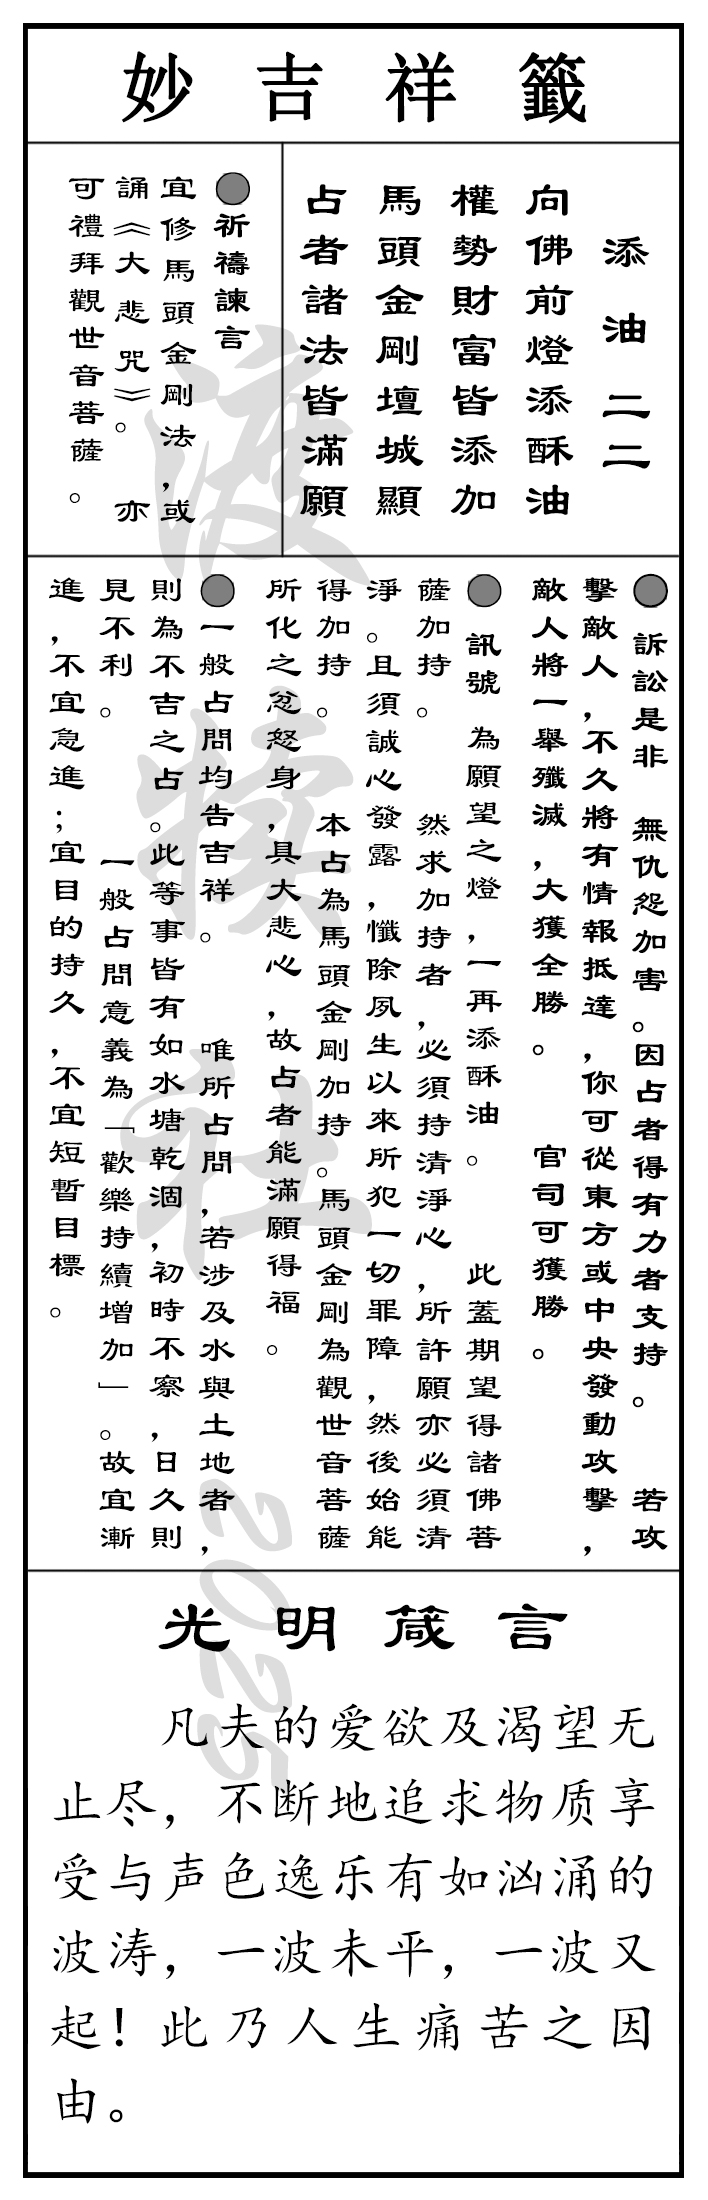 妙吉祥籤
添油 二二
向佛前燈添酥油
權勢財富皆添加
馬頭金剛壇城顯
占者諸法皆滿願
●祈禱諫言
宜修馬頭金剛法，或
誦《大悲咒》。 亦
可禮拜觀世音菩薩。
● 訴訟是非 無仇怨加害。因占者得有力者支持。 若攻
擊敵人，不久將有情報抵達，你可從東方或中央發動攻擊，
敵人將一舉殲滅，大獲全勝。 官司可獲勝。
● 訊號 為願望之燈，一再添酥油。 此蓋期望得諸佛菩
薩加持。 然求加持者，必須持清淨心，所許願亦必須清
淨。且須誠心發露，懺除夙生以來所犯一切罪障，然後始能
得加持。 本占為馬頭金剛加持。馬頭金剛為觀世音菩薩
所化之忿怒身，具大悲心，故占者能滿願得福。
●一般占問均告吉祥。 唯所占問，若涉及水與土地者，
則為不吉之占。此等事皆有如水塘乾涸，初時不察，日久則
見不利。 一般占問意義為「歡樂持續增加」。故宜漸
進，不宜急進；宜目的持久，不宜短暫目標。
光明箴言
凡夫的爱欲及渴望无
止尽，不断地追求物质享
受与声色逸乐有如汹涌的
波涛，一波未平，一波又
起！此乃人生痛苦之因
由。
渡犊社
2025